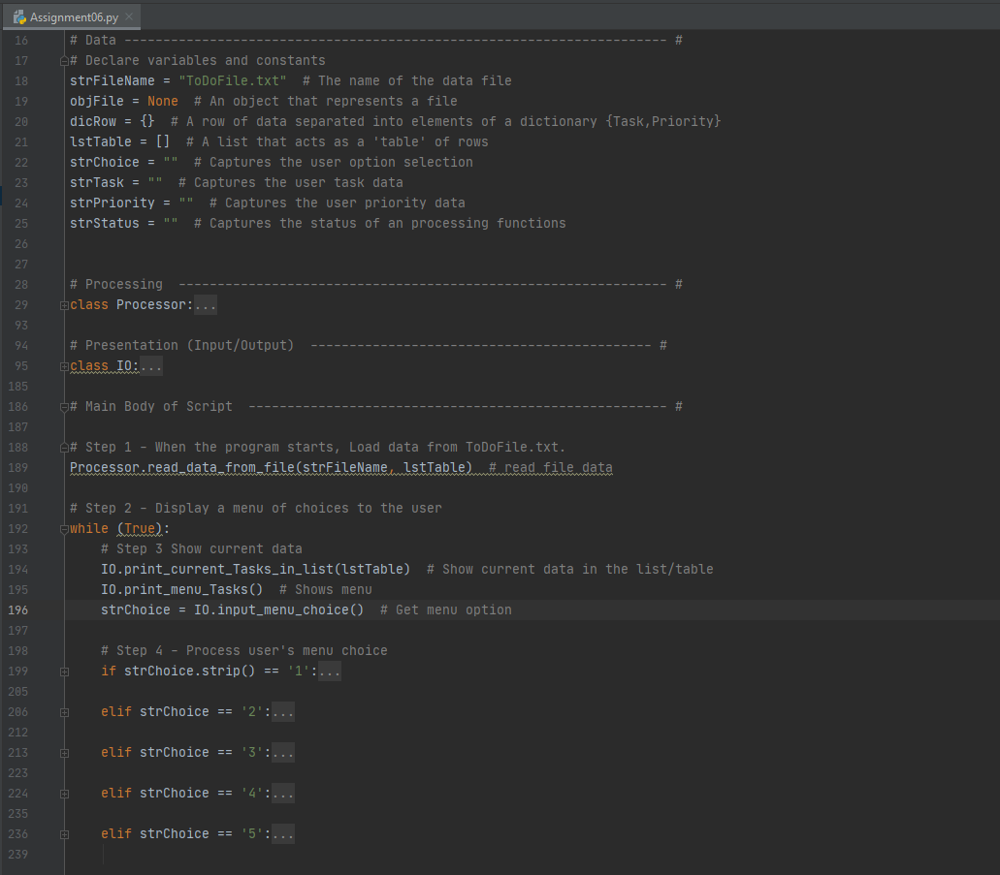 Assignment06.py
16 # Data ---------------------------------------------------------------------- #
17 # Declare variables and constants
18 strFileName = "ToDoFile.txt"  # The name of the data file
19 objFile = None  # An object that represents a file
20 dicRow = {}  # A row of data separated into elements of a dictionary {Task,Priority}
21 lstTable = []  # A list that acts as a 'table' of rows
22 strChoice = ""  # Captures the user option selection
23 strTask = ""  # Captures the user task data
24 strPriority = ""  # Captures the user priority data
25 strStatus = ""  # Captures the status of an processing functions
26
27
28 # Processing  --------------------------------------------------------------- #
29 class Processor:...
93
94 # Presentation (Input/Output)  -------------------------------------------- #
95 class IO:...
185
186 # Main Body of Script  ------------------------------------------------------ #
187
188 # Step 1 - When the program starts, Load data from ToDoFile.txt.
189 Processor.read_data_from_file(strFileName, lstTable)  # read file data
190
191 # Step 2 - Display a menu of choices to the user
192 while (True):
193     # Step 3 Show current data
194     IO.print_current_Tasks_in_list(lstTable)  # Show current data in the list/table
195     IO.print_menu_Tasks()  # Shows menu
196     strChoice = IO.input_menu_choice()  # Get menu option
197
198     # Step 4 - Process user's menu choice
199     if strChoice.strip() == '1':...
205
206     elif strChoice == '2':...
212
213     elif strChoice == '3':...
223
224     elif strChoice == '4':...
235
236     elif strChoice == '5':...
239